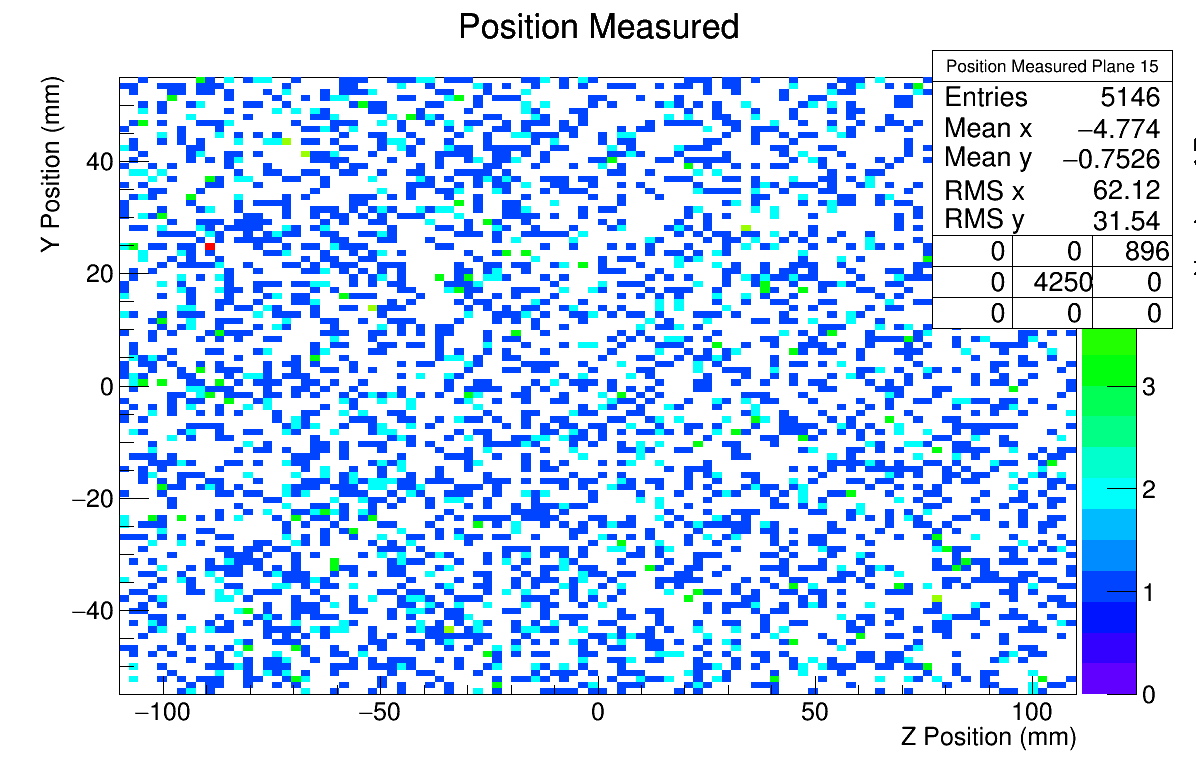 Position Measured
Position Measured Plane 15
Entries 5146
Mean x −4.774
Mean y −0.7526
RMS x 62.12
RMS y 31.54
0 0 896
0 4250 0
0 0 0
Y Position (mm)
40
20
0
−20
−40
3
2
1
0
−100 −50 0 50 100
Z Position (mm)